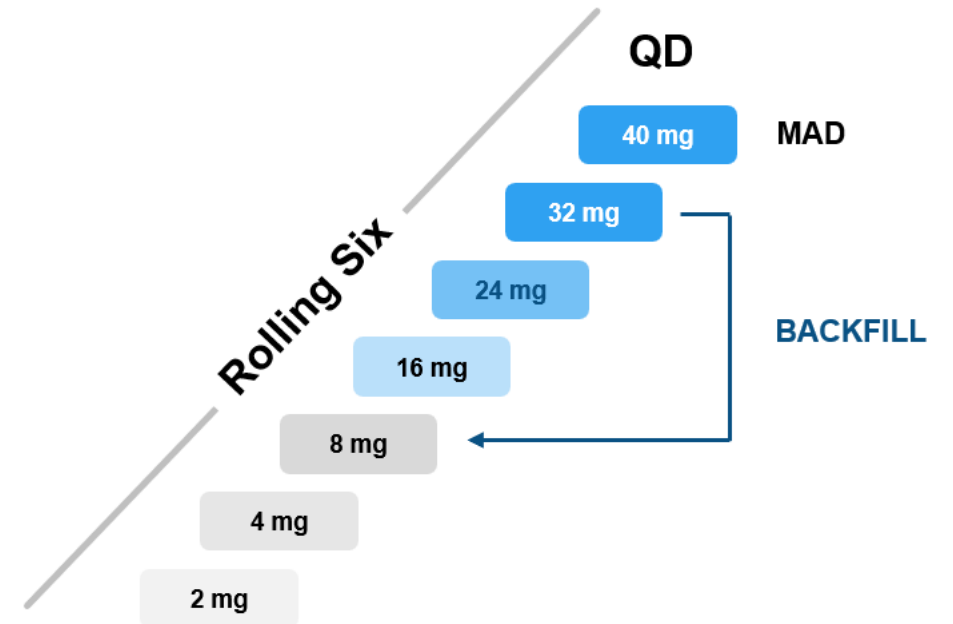 QD
40 mg
MAD
32 mg
Rolling Six
24 mg
BACKFILL
16 mg
8 mg
4 mg
2 mg